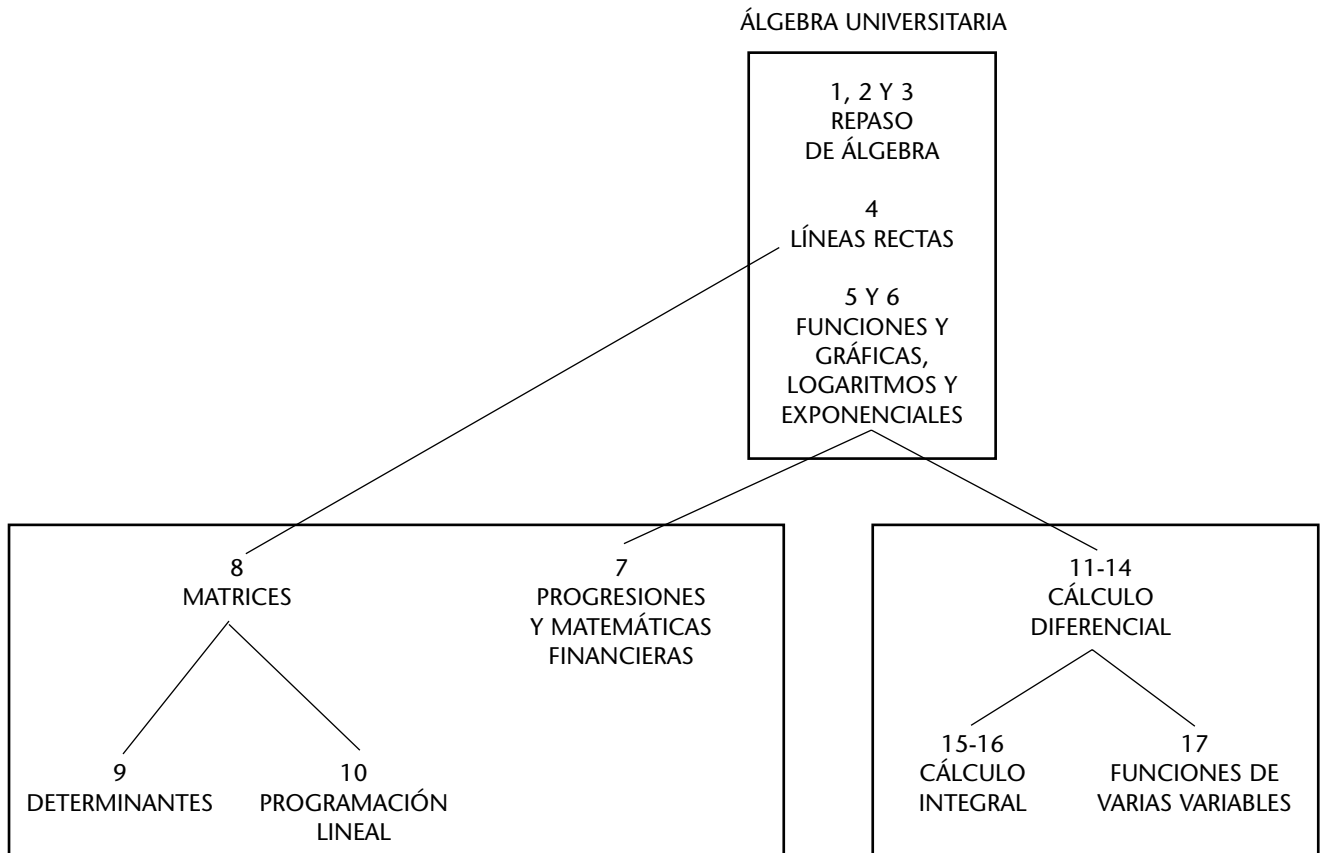 ÁLGEBRA UNIVERSITARIA
1, 2 Y 3
REPASO
DE ÁLGEBRA
4
LÍNEAS RECTAS
5 Y 6
FUNCIONES Y
GRÁFICAS,
LOGARITMOS Y
EXPONENCIALES
8
MATRICES
7
PROGRESIONES
Y MATEMÁTICAS
FINANCIERAS
11-14
CÁLCULO
DIFERENCIAL
9
DETERMINANTES
10
PROGRAMACIÓN
LINEAL
15-16
CÁLCULO
INTEGRAL
17
FUNCIONES DE
VARIAS VARIABLES